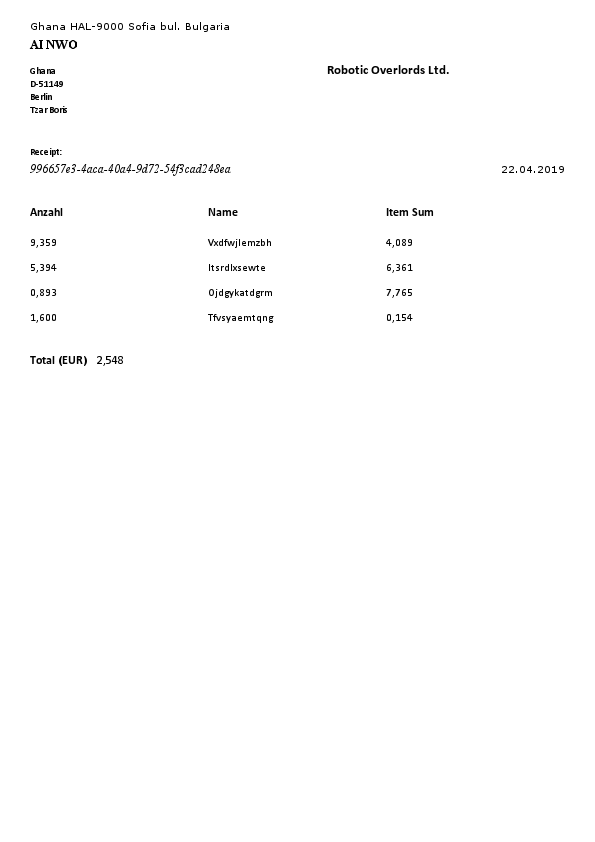 Ghana HAL-9000 Sofia bul. Bulgaria
AI NWO
Robotic Overlords Ltd.
Ghana
D-51149
Berlin
Tzar Boris
Receipt:
996657e3-4aca-40a4-9d72-54f3cad248ea 22.04.2019
Anzahl Name Item Sum
9,359 Vxdfwjlemzbh 4,089
5,394 Itsrdlxsewte 6,361
0,893 Ojdgykatdgrm 7,765
1,600 Tfvsyaemtqng 0,154
Total (EUR) 2,548